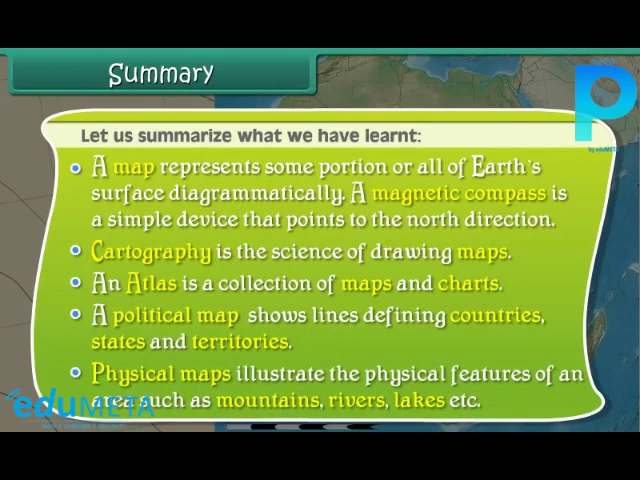 Summary
P
by eduMETA
Let us summarize what we have learnt:
A map represents some portion or all of Earth's
surface diagrammatically. A magnetic compass is
a simple device that points to the north direction.
Cartography is the science of drawing maps.
An Atlas is a collection of maps and charts.
A political map shows lines defining countries,
states and territories.
Physical maps illustrate the physical features of an
area such as mountains, rivers, lakes etc.
eduMETA